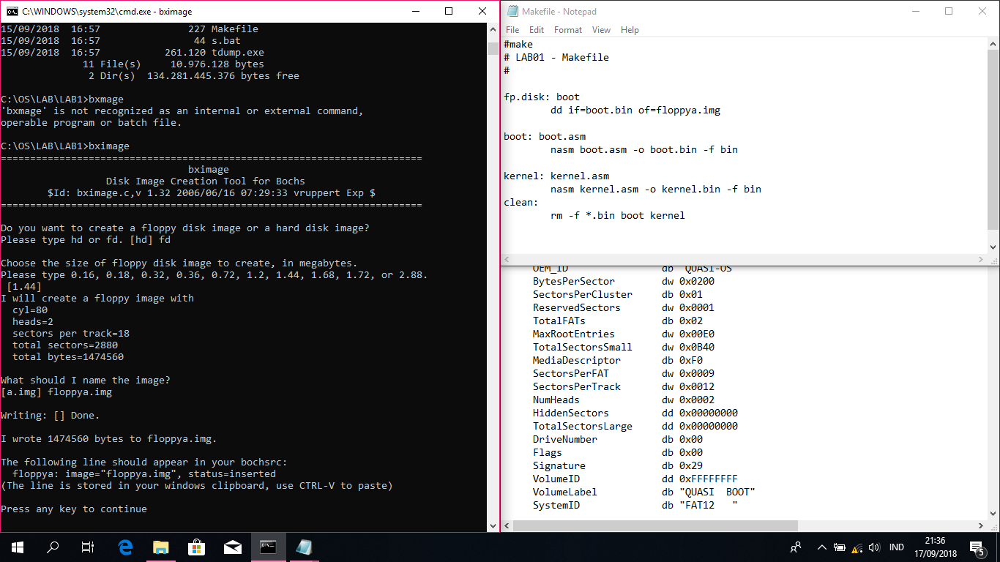 C:\WINDOWS\system32\cmd.exe - bximage
15/09/2018  16:57               227 Makefile
15/09/2018  16:57                44 s.bat
15/09/2018  16:57           261.120 tdump.exe
              11 File(s)     10.976.128 bytes
               2 Dir(s)  134.281.445.376 bytes free
C:\OS\LAB\LAB1>bxmage
'bxmage' is not recognized as an internal or external command,
operable program or batch file.
C:\OS\LAB\LAB1>bximage
========================================================================
                                bximage
                  Disk Image Creation Tool for Bochs
        $Id: bximage.c,v 1.32 2006/06/16 07:29:33 vruppert Exp $
========================================================================
Do you want to create a floppy disk image or a hard disk image?
Please type hd or fd. [hd] fd
Choose the size of floppy disk image to create, in megabytes.
Please type 0.16, 0.18, 0.32, 0.36, 0.72, 1.2, 1.44, 1.68, 1.72, or 2.88.
 [1.44]
I will create a floppy image with
  cyl=80
  heads=2
  sectors per track=18
  total sectors=2880
  total bytes=1474560
What should I name the image?
[a.img] floppya.img
Writing: [] Done.
I wrote 1474560 bytes to floppya.img.
The following line should appear in your bochsrc:
  floppya: image="floppya.img", status=inserted
(The line is stored in your windows clipboard, use CTRL-V to paste)
Press any key to continue
Makefile - Notepad
File Edit Format View Help
#make
# LAB01 - Makefile
#
fp.disk: boot
        dd if=boot.bin of=floppya.img
boot: boot.asm
        nasm boot.asm -o boot.bin -f bin
kernel: kernel.asm
        nasm kernel.asm -o kernel.bin -f bin
clean:
        rm -f *.bin boot kernel
OEM_ID                db "QUASI-OS"
BytesPerSector        dw 0x0200
SectorsPerCluster     db 0x01
ReservedSectors       dw 0x0001
TotalFATs             db 0x02
MaxRootEntries        dw 0x00E0
TotalSectorsSmall     dw 0x0B40
MediaDescriptor       db 0xF0
SectorsPerFAT         dw 0x0009
SectorsPerTrack       dw 0x0012
NumHeads              dw 0x0002
HiddenSectors         dd 0x00000000
TotalSectorsLarge     dd 0x00000000
DriveNumber           db 0x00
Flags                 db 0x00
Signature             db 0x29
VolumeID              dd 0xFFFFFFFF
VolumeLabel           db "QUASI  BOOT"
SystemID              db "FAT12   "
IND
21:36
17/09/2018
5